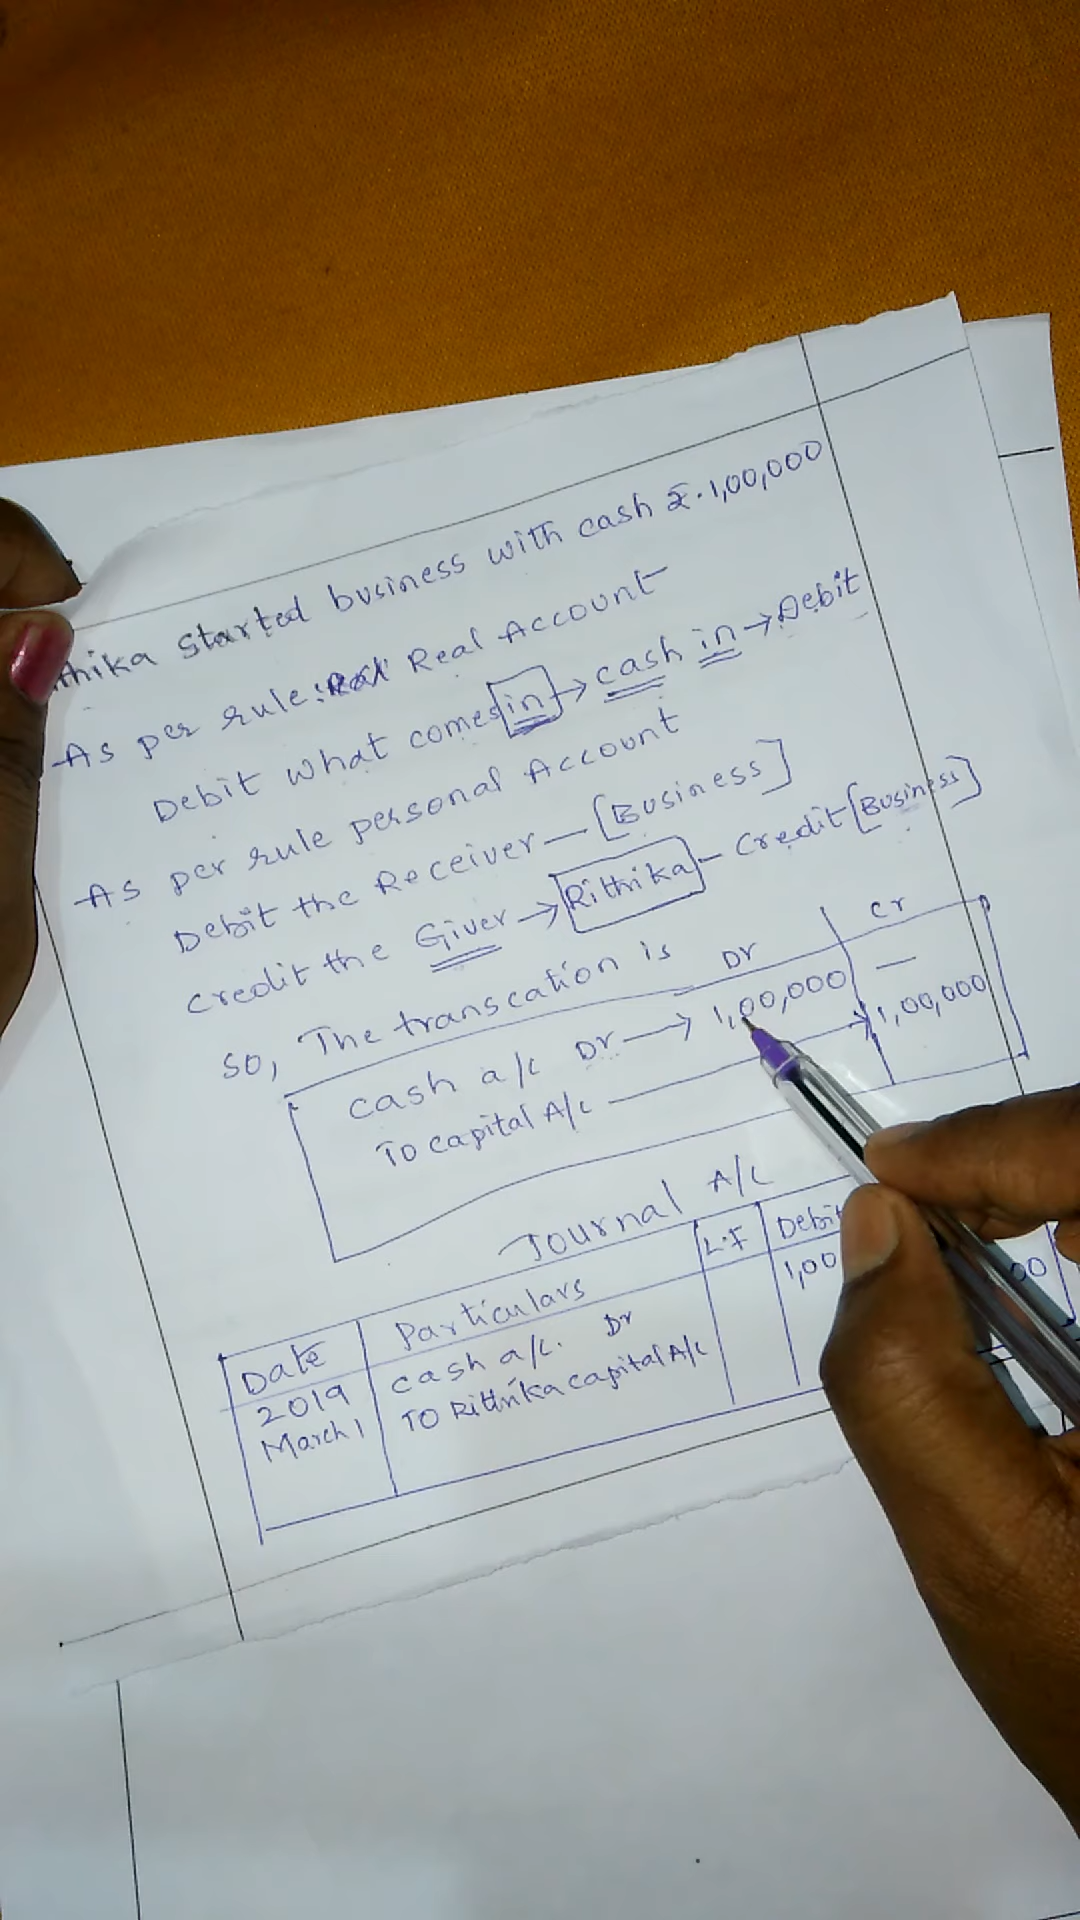 thika started business with cash ₹.1,00,000
As per rule: Real Account
Debit what comes in → cash in → Debit
As per rule personal Account
Debit the Receiver — [Business]
credit the Giver → Rithika — credit [Business]
so, The transcation is Dr Cr
cash a/c Dr → 1,00,000 —
To capital A/c → 1,00,000
Journal A/c
Date Particulars L.F Debit
2019 cash a/c. Dr 1,00 00
March 1 To Rithika capital A/c